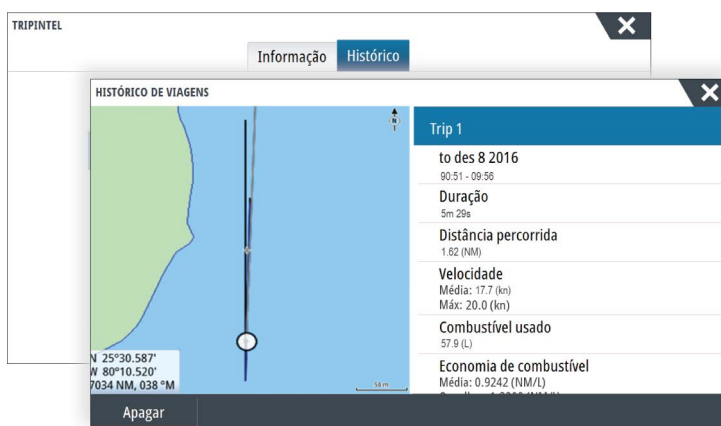 TRIPINTEL
Informação Histórico
HISTÓRICO DE VIAGENS
N
Trip 1
to des 8 2016
90:51 - 09:56
Duração
5m 29s
Distância percorrida
1.62 (NM)
Velocidade
Média: 17.7 (kn)
Máx: 20.0 (kn)
Combustível usado
57.9 (L)
Economia de combustível
Média: 0.9242 (NM/L)
N 25°30.587'
W 80°10.520'
7034 NM, 038 °M
50 m
Apagar